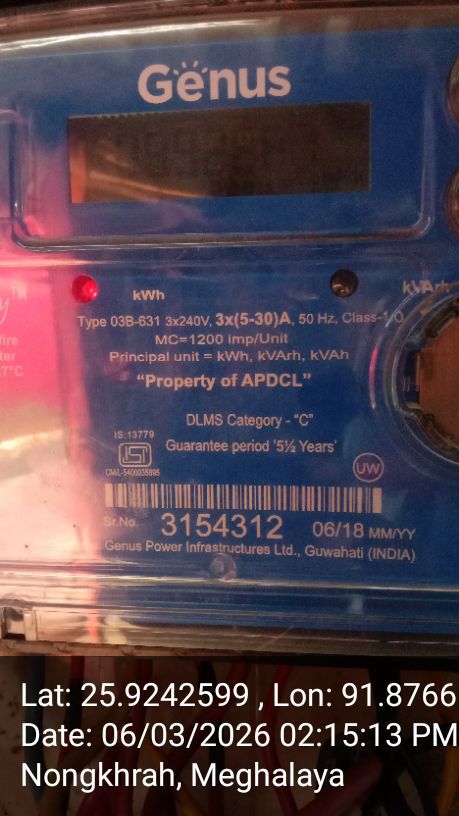 Genus
kWh
kVArh
Type 03B-631 3x240V, 3x(5-30)A, 50 Hz, Class-1.0
MC=1200 imp/Unit
Principal unit = kWh, kVArh, kVAh
"Property of APDCL"
DLMS Category - "C"
IS:13779
Guarantee period '5½ Years'
ISI
CM/L-5400035895
UW
Sr.No. 3154312 06/18 MM/YY
Genus Power Infrastructures Ltd., Guwahati (INDIA)
Lat: 25.9242599 , Lon: 91.8766
Date: 06/03/2026 02:15:13 PM
Nongkhrah, Meghalaya